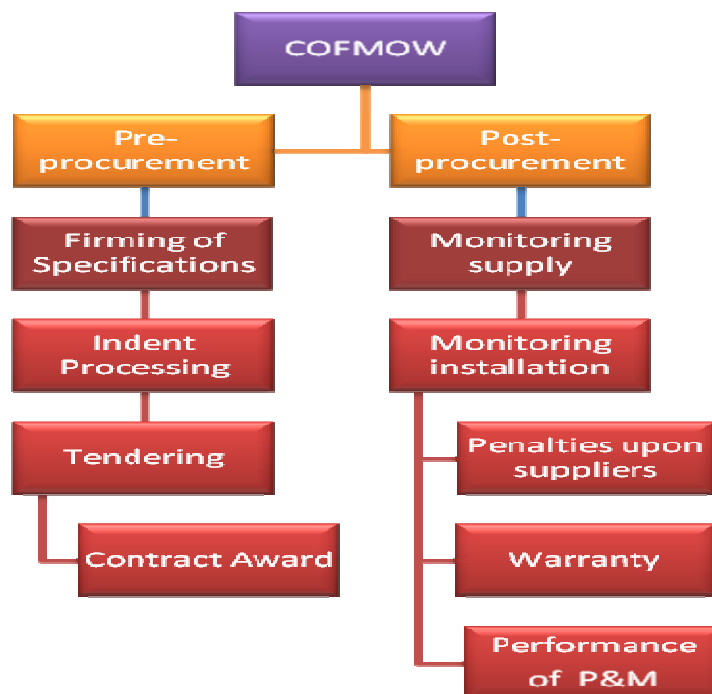 COFMOW
Pre-
procurement
Post-
procurement
Firming of
Specifications
Monitoring
supply
Indent
Processing
Monitoring
installation
Tendering
Penalties upon
suppliers
Contract Award
Warranty
Performance
of P&M